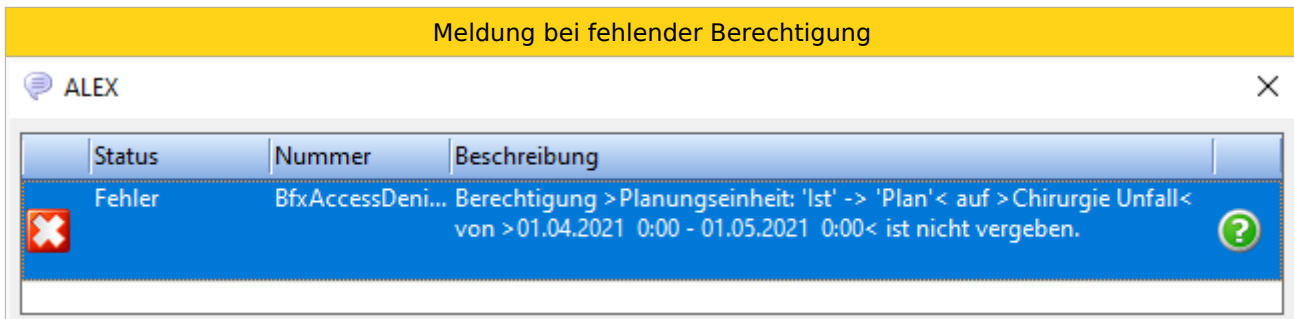 Meldung bei fehlender Berechtigung
ALEX
Status Nummer Beschreibung
Fehler BfxAccessDeni... Berechtigung >Planungseinheit: 'Ist' -> 'Plan'< auf >Chirurgie Unfall<
von >01.04.2021 0:00 - 01.05.2021 0:00< ist nicht vergeben.